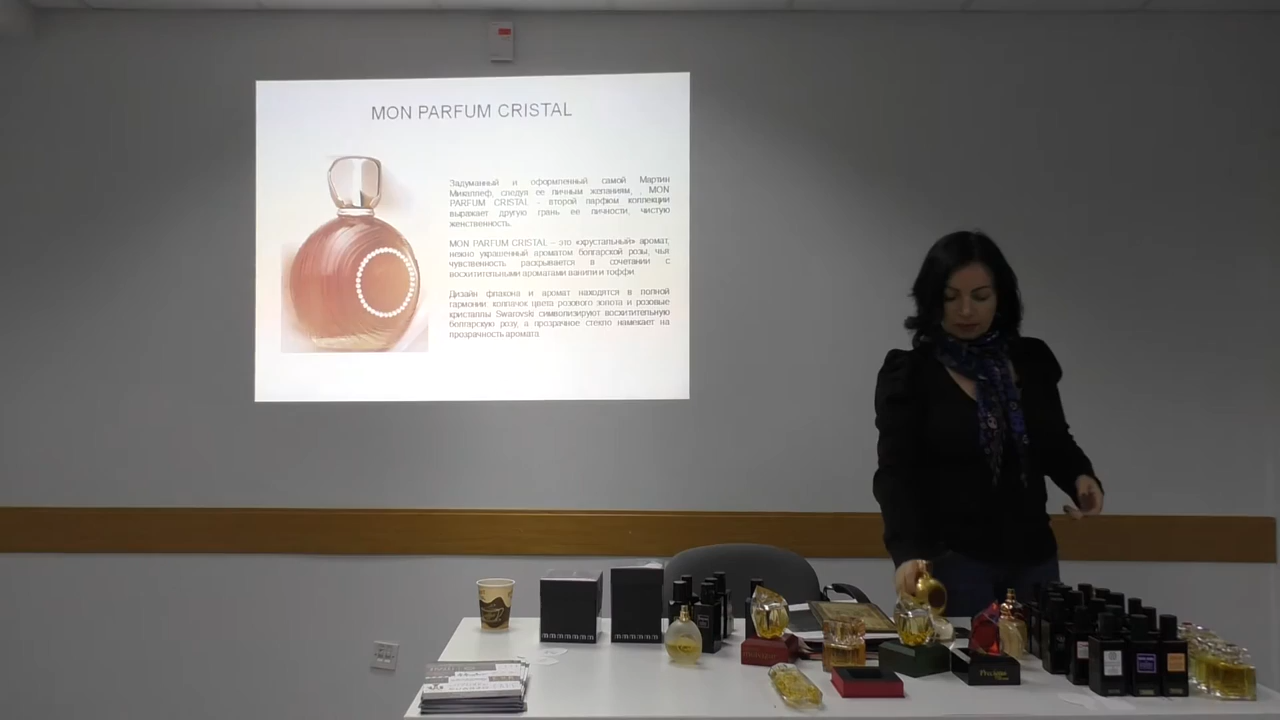 MON PARFUM CRISTAL
Задуманный и оформленный самой Мартин
Микаллеф, следуя ее личным желаниям, , MON
PARFUM CRISTAL - второй парфюм коллекции
выражает другую грань ее личности, чистую
женственность.
MON PARFUM CRISTAL – это «хрустальный» аромат,
нежно украшенный ароматом болгарской розы, чья
чувственность раскрывается в сочетании с
восхитительными ароматами ванили и тоффи.
Дизайн флакона и аромат находятся в полной
гармонии: колпачок цвета розового золота и розовые
кристаллы Swarovski символизируют восхитительную
болгарскую розу, а прозрачное стекло намекает на
прозрачность аромата.